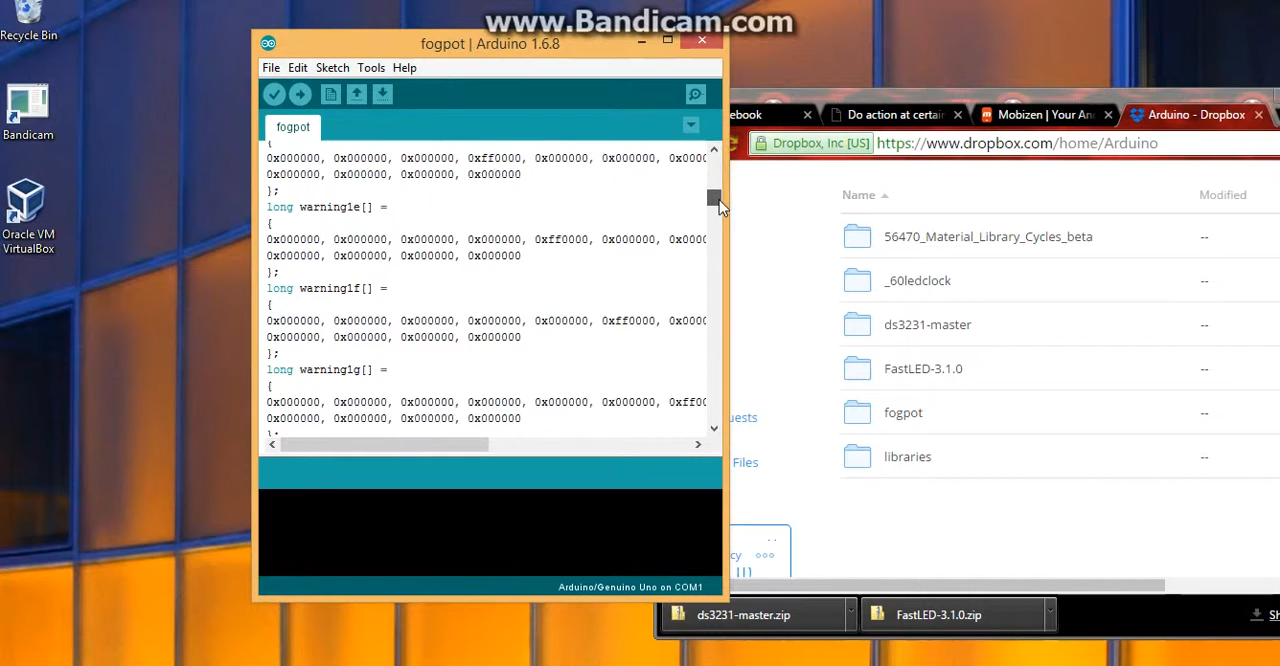 www.Bandicam.com
Recycle Bin
Bandicam
Oracle VM
VirtualBox
fogpot | Arduino 1.6.8
File Edit Sketch Tools Help
fogpot
{
0x000000, 0x000000, 0x000000, 0xff0000, 0x000000, 0x000000, 0x0000
0x000000, 0x000000, 0x000000, 0x000000
};
long warning1e[] =
{
0x000000, 0x000000, 0x000000, 0x000000, 0xff0000, 0x000000, 0x0000
0x000000, 0x000000, 0x000000, 0x000000
};
long warning1f[] =
{
0x000000, 0x000000, 0x000000, 0x000000, 0x000000, 0xff0000, 0x0000
0x000000, 0x000000, 0x000000, 0x000000
};
long warning1g[] =
{
0x000000, 0x000000, 0x000000, 0x000000, 0x000000, 0x000000, 0xff00
0x000000, 0x000000, 0x000000, 0x000000
};
Arduino/Genuino Uno on COM1
ebook Do action at certai Mobizen | Your An Arduino - Dropbox
Dropbox, Inc [US] https://www.dropbox.com/home/Arduino
Name Modified
56470_Material_Library_Cycles_beta --
_60ledclock --
ds3231-master --
FastLED-3.1.0 --
fogpot --
libraries --
uests
Files
cy
ds3231-master.zip FastLED-3.1.0.zip